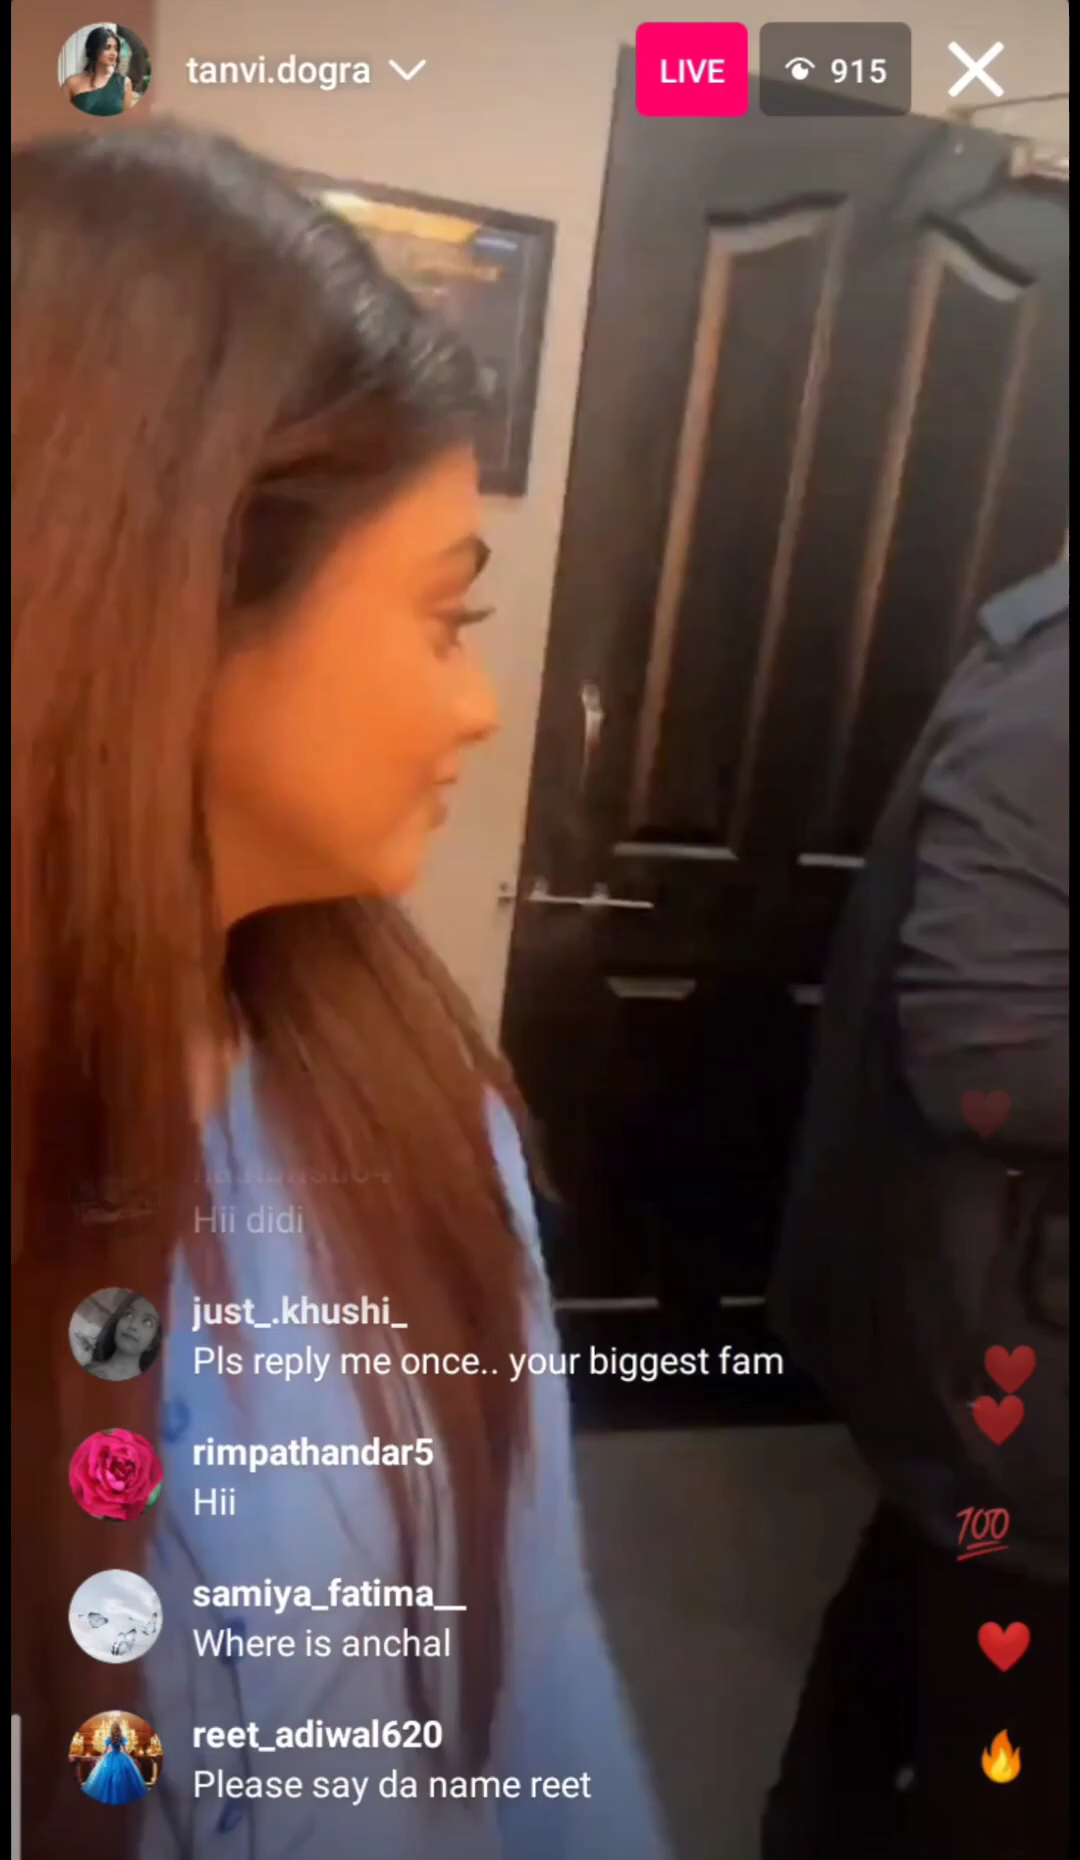 tanvi.dogra
LIVE
915
Hii didi
just_.khushi_
Pls reply me once.. your biggest fam
rimpathandar5
Hii
samiya_fatima__
Where is anchal
reet_adiwal620
Please say da name reet